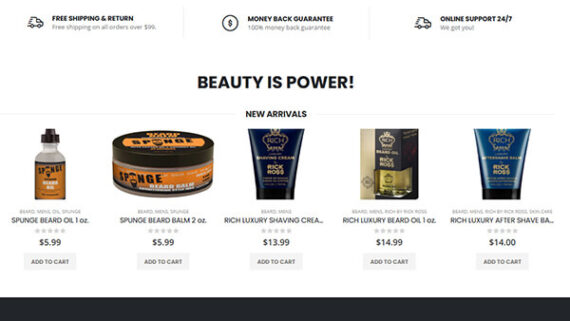 FREE SHIPPING & RETURN
Free shipping on all orders over $99.
MONEY BACK GUARANTEE
100% money back guarantee
ONLINE SUPPORT 24/7
We got you!
BEAUTY IS POWER!
NEW ARRIVALS
SPUNGE
BEARD
OIL
BEARD BALM
SPUNGE
BEARD BALM
RICH
SHAVING CREAM
RICK
ROSS
RICH
BEARD OIL
RICK
ROSS
RICH
AFTERSHAVE BALM
RICK
ROSS
BEARD, MENS, OIL, SPUNGE
SPUNGE BEARD OIL 1 oz.
$5.99
ADD TO CART
BEARD, MENS, SPUNGE
SPUNGE BEARD BALM 2 oz.
$5.99
ADD TO CART
BEARD, MENS
RICH LUXURY SHAVING CREA...
$13.99
ADD TO CART
BEARD, MENS, RICH BY RICK ROSS
RICH LUXURY BEARD OIL 1 oz.
$14.99
ADD TO CART
BEARD, MENS, RICH BY RICK ROSS, SKIN CARE
RICH LUXURY AFTER SHAVE BA...
$14.00
ADD TO CART